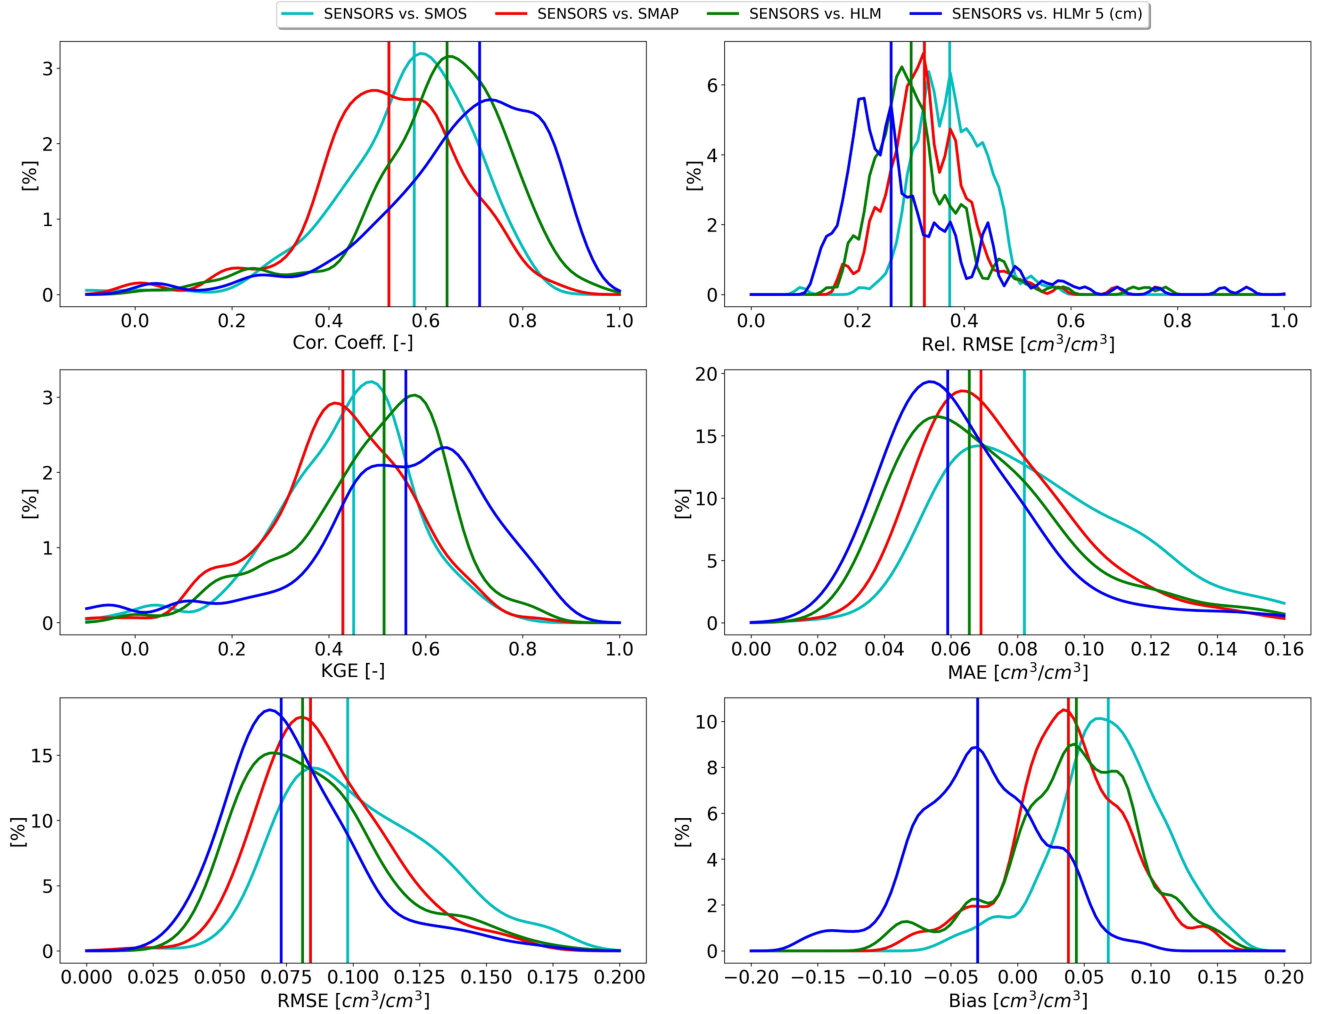 SENSORS vs. SMOS SENSORS vs. SMAP SENSORS vs. HLM SENSORS vs. HLMr 5 (cm)
3
2
1
0
[%]
0.0 0.2 0.4 0.6 0.8 1.0
Cor. Coeff. [-]
6
4
2
0
[%]
0.0 0.2 0.4 0.6 0.8 1.0
Rel. RMSE [cm³/cm³]
3
2
1
0
[%]
0.0 0.2 0.4 0.6 0.8 1.0
KGE [-]
20
15
10
5
0
[%]
0.00 0.02 0.04 0.06 0.08 0.10 0.12 0.14 0.16
MAE [cm³/cm³]
15
10
5
0
[%]
0.000 0.025 0.050 0.075 0.100 0.125 0.150 0.175 0.200
RMSE [cm³/cm³]
10
8
6
4
2
0
[%]
−0.20 −0.15 −0.10 −0.05 0.00 0.05 0.10 0.15 0.20
Bias [cm³/cm³]